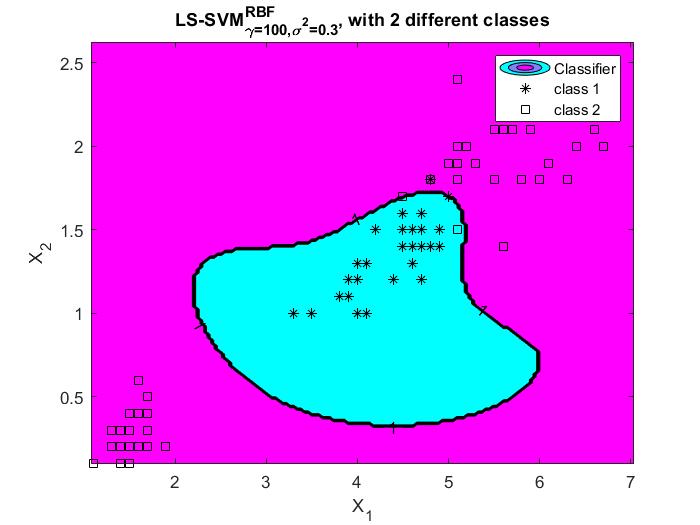 LS-SVM^RBF_γ=100,σ²=0.3, with 2 different classes
Classifier
class 1
class 2
2.5
2
1.5
1
0.5
X₂
2 3 4 5 6 7
X₁